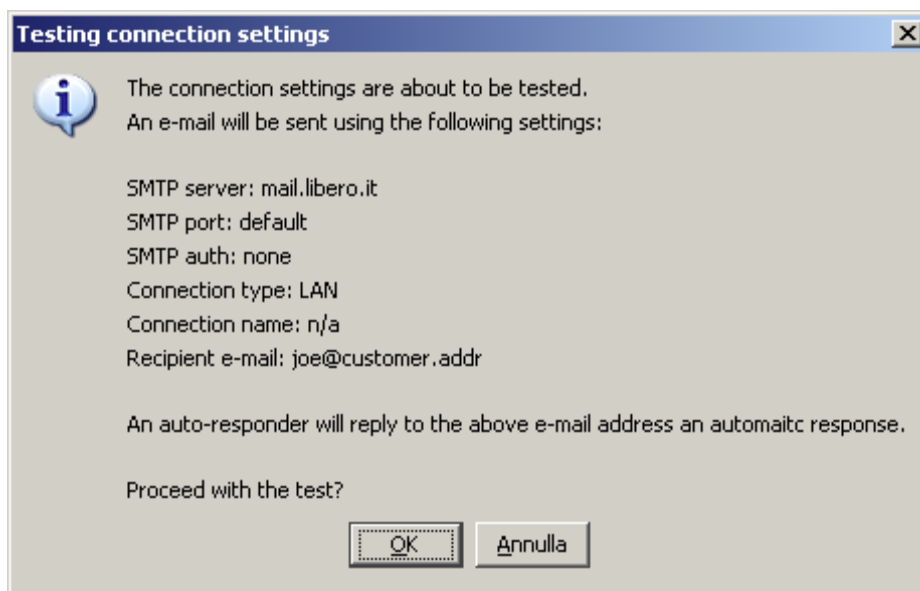 Testing connection settings
The connection settings are about to be tested.
An e-mail will be sent using the following settings:
SMTP server: mail.libero.it
SMTP port: default
SMTP auth: none
Connection type: LAN
Connection name: n/a
Recipient e-mail: joe@customer.addr
An auto-responder will reply to the above e-mail address an automaitc response.
Proceed with the test?
OK Annulla